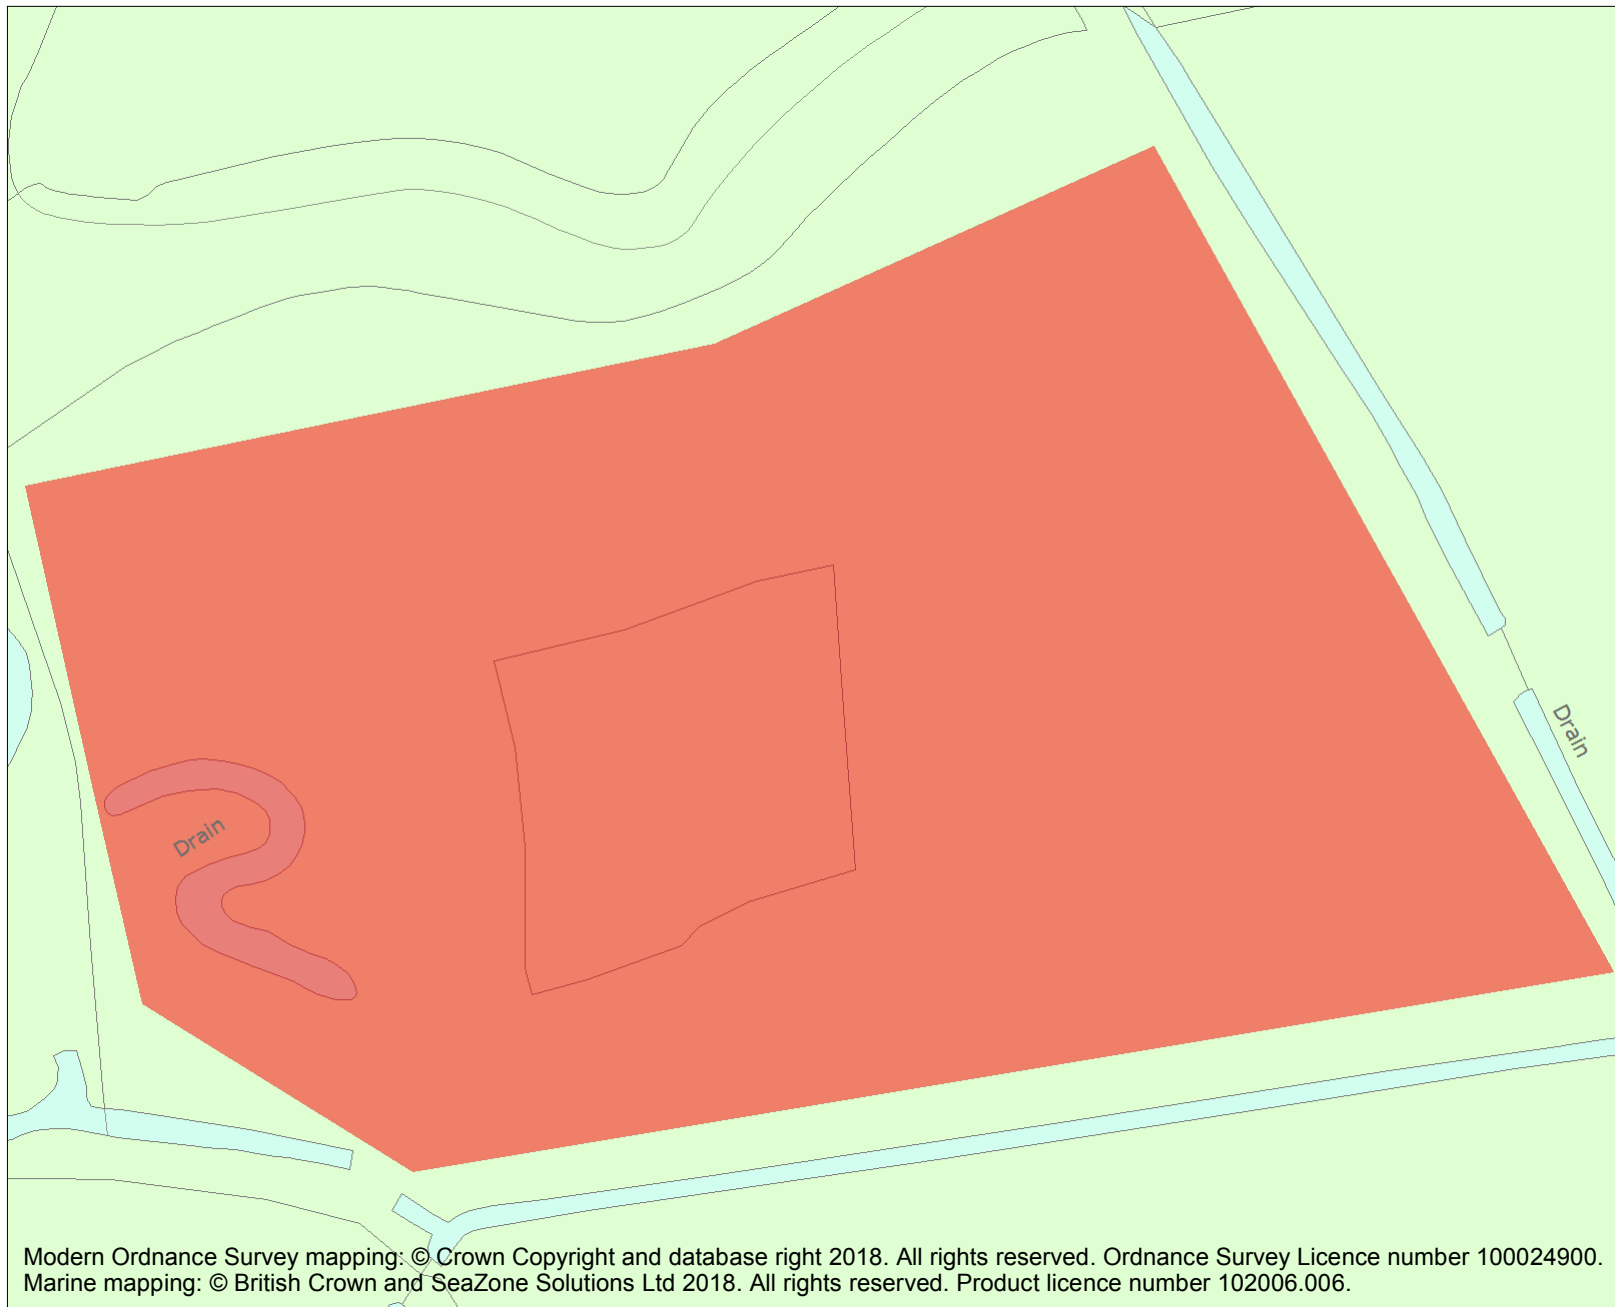 Drain
Drain
Modern Ordnance Survey mapping: © Crown Copyright and database right 2018. All rights reserved. Ordnance Survey Licence number 100024900.
Marine mapping: © British Crown and SeaZone Solutions Ltd 2018. All rights reserved. Product licence number 102006.006.